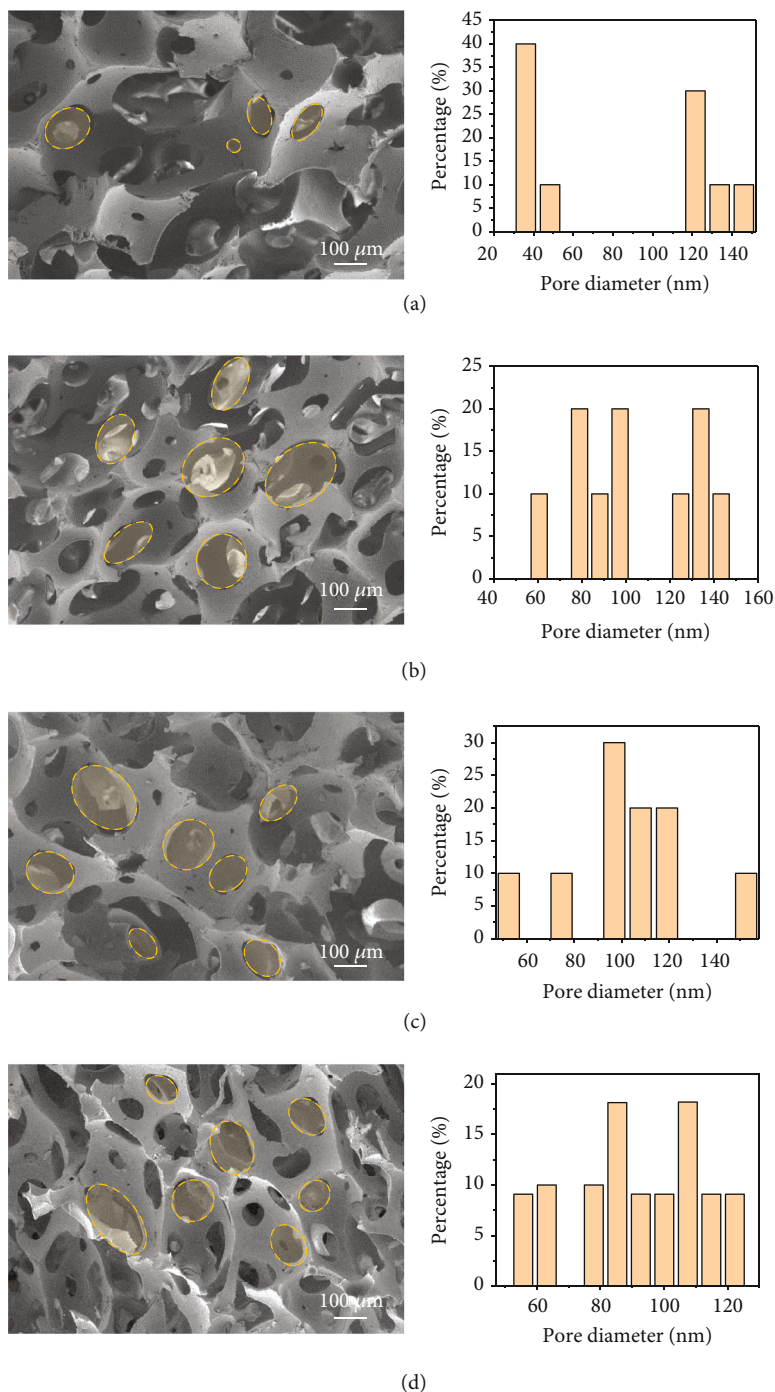 100 μm
45
40
35
30
25
20
15
10
5
0
Percentage (%)
20 40 60 80 100 120 140
Pore diameter (nm)
(a)
100 μm
25
20
15
10
5
0
Percentage (%)
40 60 80 100 120 140 160
Pore diameter (nm)
(b)
100 μm
30
25
20
15
10
5
0
Percentage (%)
60 80 100 120 140
Pore diameter (nm)
(c)
100 μm
20
15
10
5
0
Percentage (%)
60 80 100 120
Pore diameter (nm)
(d)